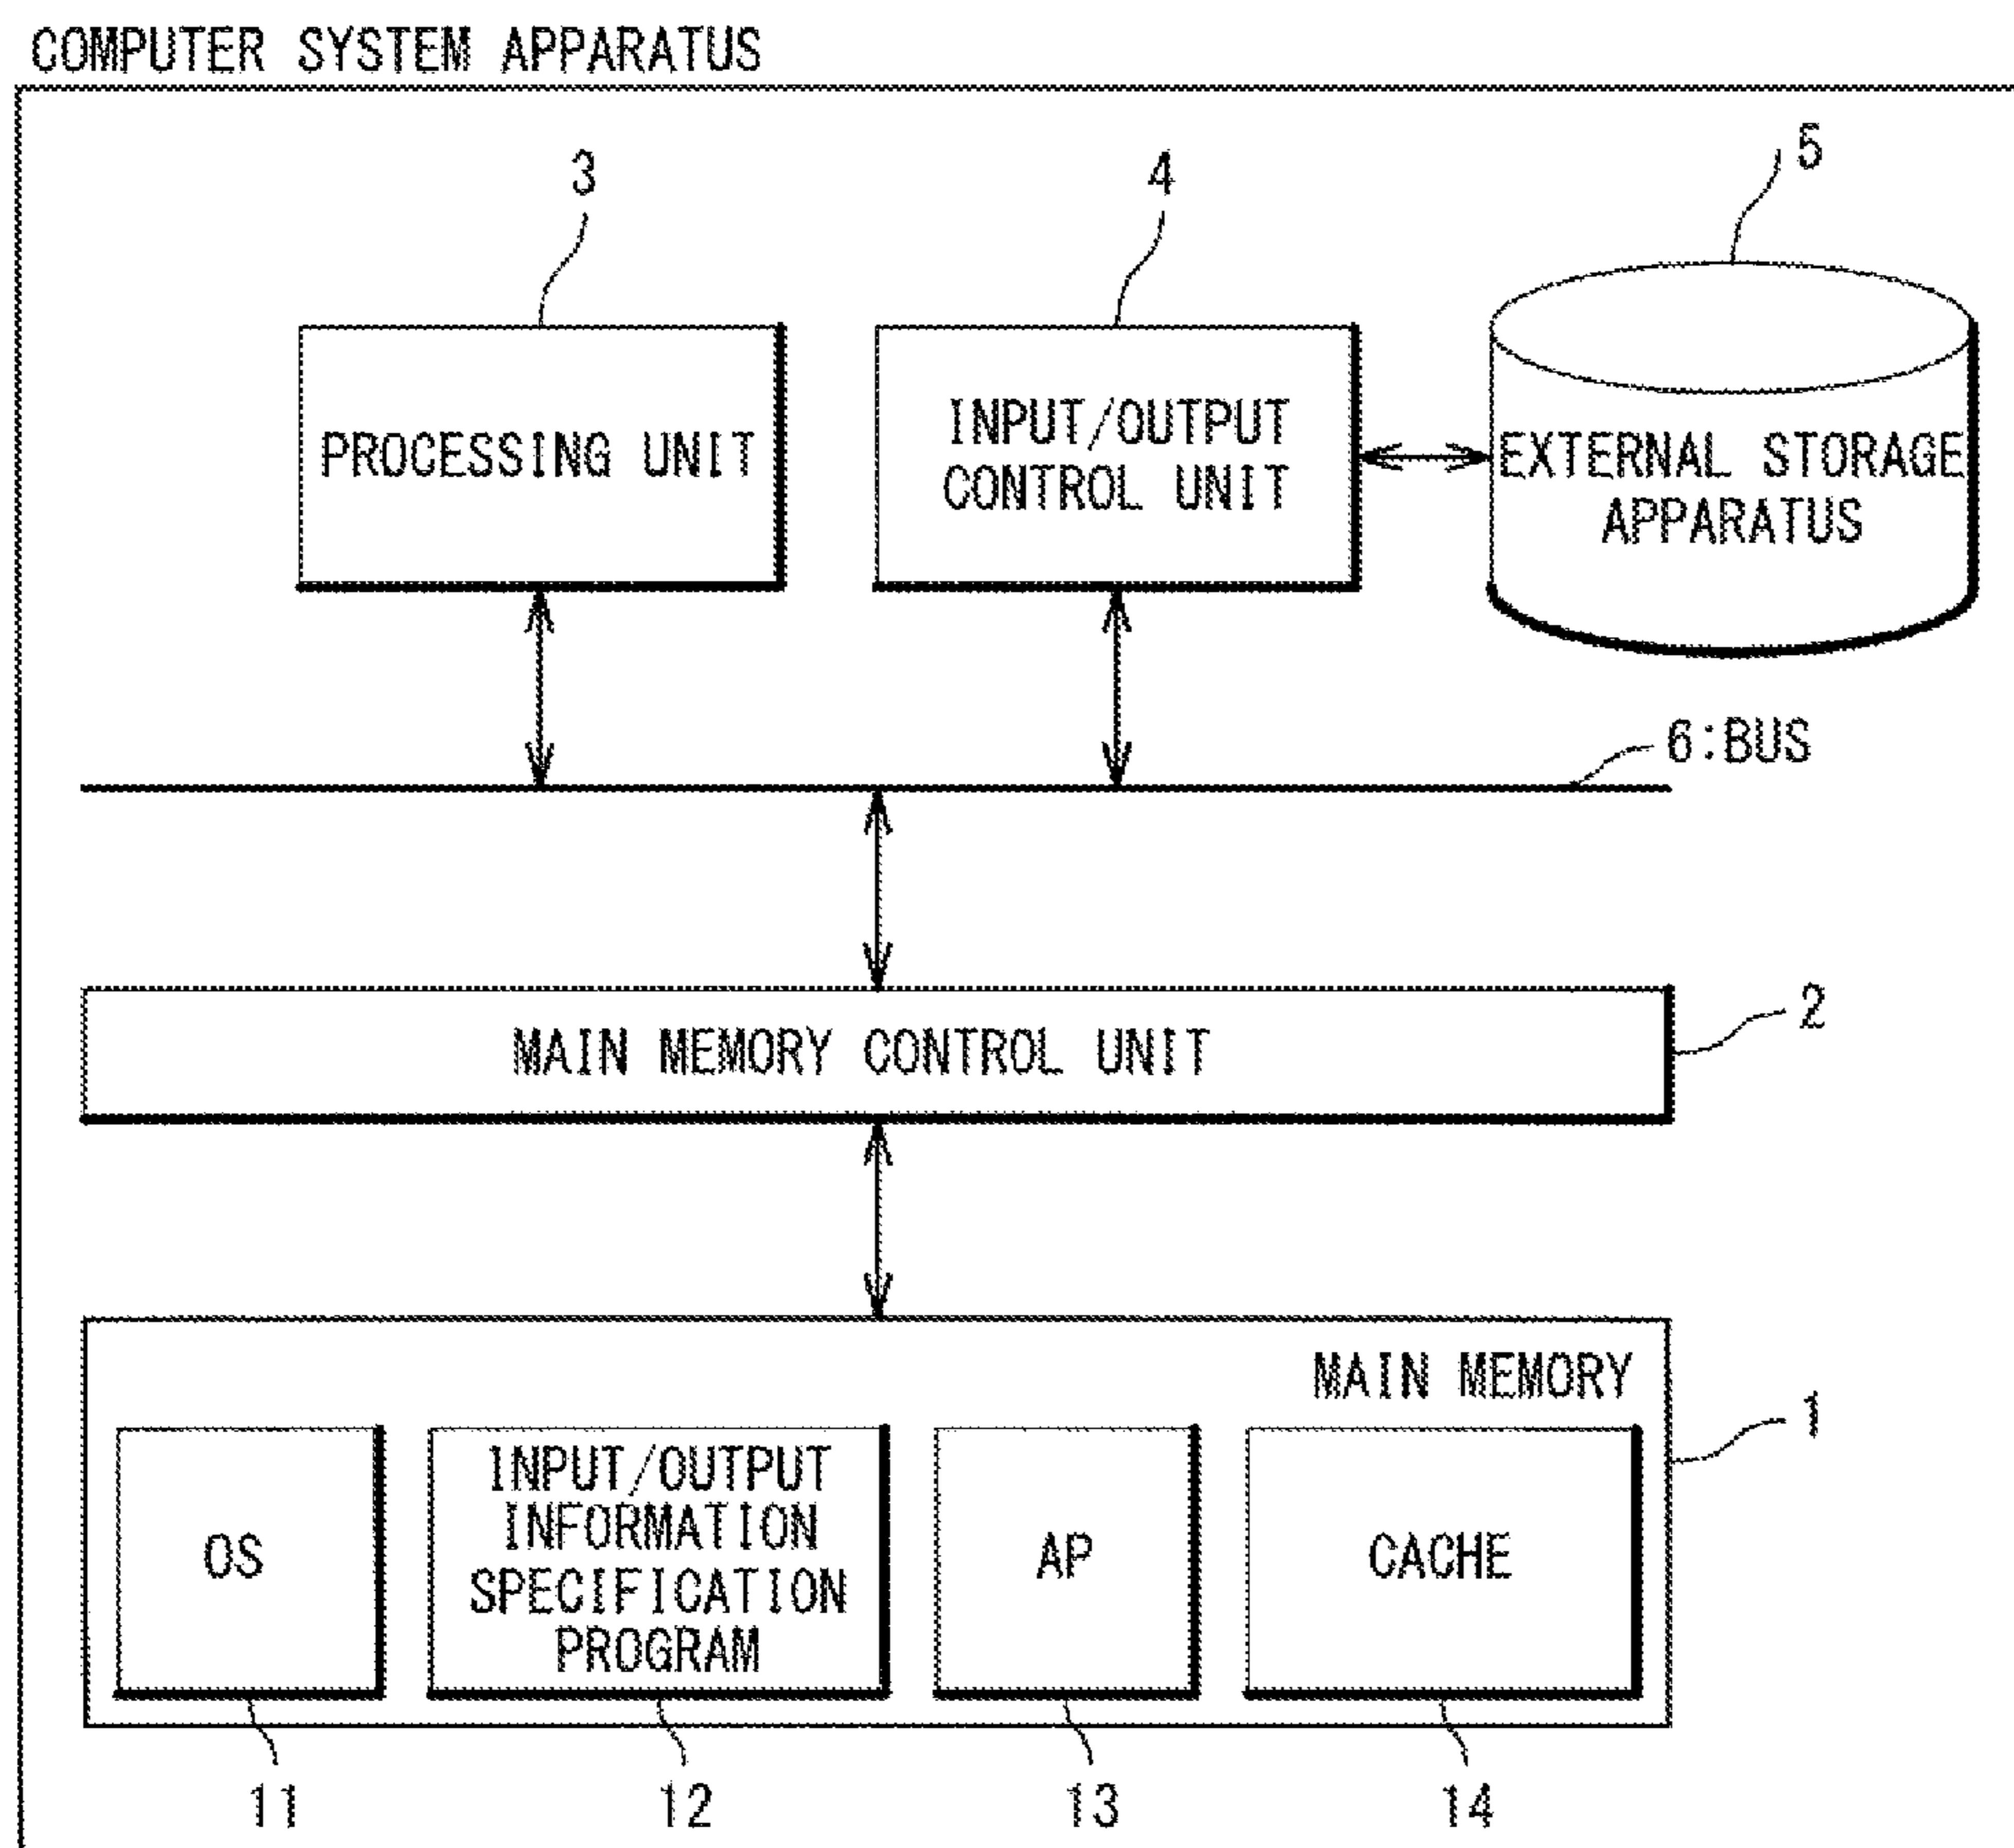 COMPUTER SYSTEM APPARATUS
3
4
5
PROCESSING UNIT
INPUT/OUTPUT
CONTROL UNIT
EXTERNAL STORAGE
APPARATUS
6:BUS
MAIN MEMORY CONTROL UNIT
2
MAIN MEMORY
1
OS
INPUT/OUTPUT
INFORMATION
SPECIFICATION
PROGRAM
AP
CACHE
11
12
13
14